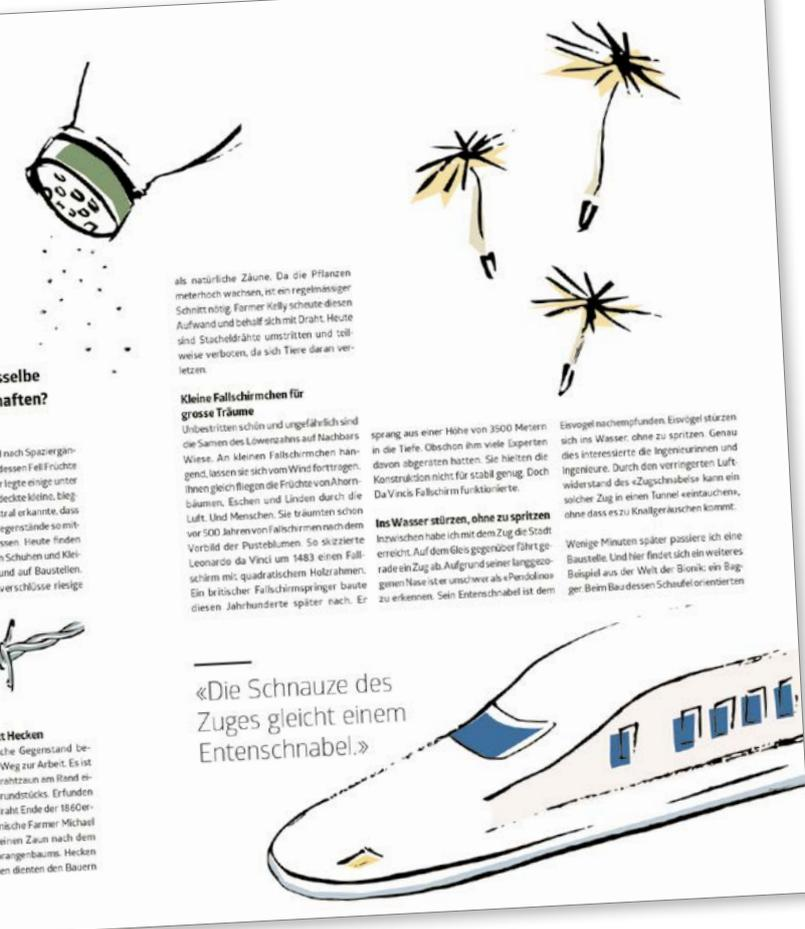 sselbe
haften?
l nach Spaziergän-
dessen Fell Früchte
r legte einige unter
deckte kleine, bieg-
tral erkannte, dass
egenstände so mit-
ssen. Heute finden
n Schuhen und Klei-
und auf Baustellen.
verschlüsse riesige
t Hecken
che Gegenstand be-
Weg zur Arbeit. Es ist
rahtzaun am Rand ei-
rundstücks. Erfunden
raht Ende der 1860er-
nische Farmer Michael
einen Zaun nach dem
orangenbaums. Hecken
en dienten den Bauern
als natürliche Zäune. Da die Pflanzen
meterhoch wachsen, ist ein regelmässiger
Schnitt nötig. Farmer Kelly scheute diesen
Aufwand und behalf sich mit Draht. Heute
sind Stacheldrähte umstritten und teil-
weise verboten, da sich Tiere daran ver-
letzen.
Kleine Fallschirmchen für
grosse Träume
Unbestritten schön und ungefährlich sind
die Samen des Löwenzahns auf Nachbars
Wiese. An kleinen Fallschirmchen hän-
gend, lassen sie sich vom Wind forttragen.
Ihnen gleich fliegen die Früchte von Ahorn-
bäumen, Eschen und Linden durch die
Luft. Und Menschen. Sie träumten schon
vor 500 Jahren von Fallschirmen nach dem
Vorbild der Pusteblumen. So skizzierte
Leonardo da Vinci um 1483 einen Fall-
schirm mit quadratischem Holzrahmen.
Ein britischer Fallschirmspringer baute
diesen Jahrhunderte später nach. Er
sprang aus einer Höhe von 3500 Metern
in die Tiefe. Obschon ihm viele Experten
davon abgeraten hatten. Sie hielten die
Konstruktion nicht für stabil genug. Doch
Da Vincis Fallschirm funktionierte.
Ins Wasser stürzen, ohne zu spritzen
Inzwischen habe ich mit dem Zug die Stadt
erreicht. Auf dem Gleis gegenüber fährt ge-
rade ein Zug ab. Aufgrund seiner langgezo-
genen Nase ist er unschwer als «Pendolino»
zu erkennen. Sein Entenschnabel ist dem
Eisvogel nachempfunden. Eisvögel stürzen
sich ins Wasser, ohne zu spritzen. Genau
dies interessierte die Ingenieurinnen und
Ingenieure. Durch den verringerten Luft-
widerstand des «Zugschnabels» kann ein
solcher Zug in einen Tunnel «eintauchen»,
ohne dass es zu Knallgeräuschen kommt.
Wenige Minuten später passiere ich eine
Baustelle. Und hier findet sich ein weiteres
Beispiel aus der Welt der Bionik: ein Bag-
ger. Beim Bau dessen Schaufel orientierten
«Die Schnauze des
Zuges gleicht einem
Entenschnabel.»